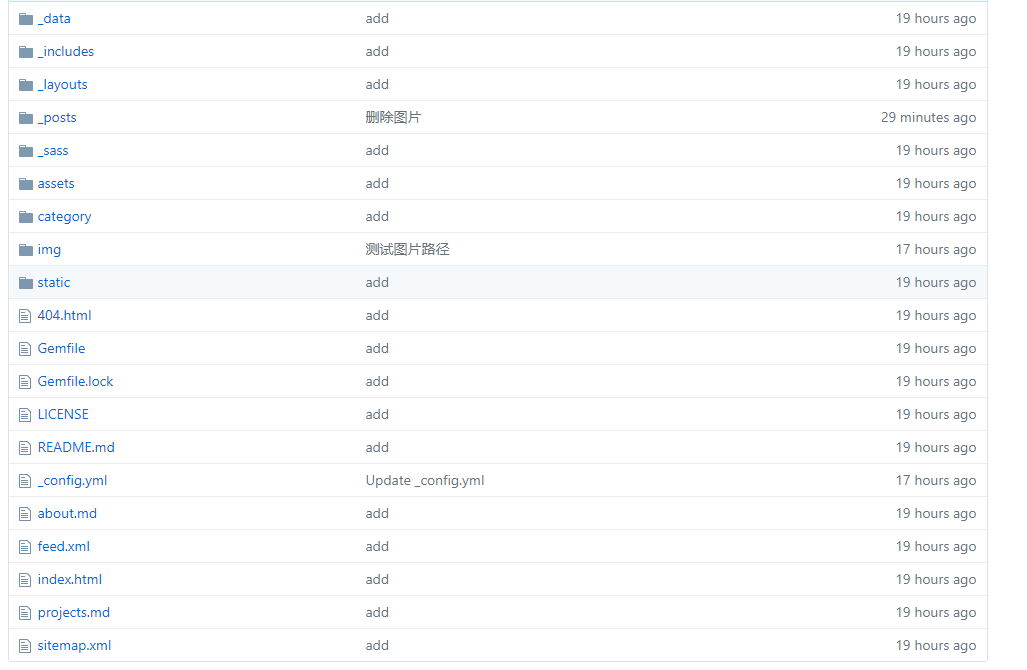 _data add 19 hours ago
_includes add 19 hours ago
_layouts add 19 hours ago
_posts 删除图片 29 minutes ago
_sass add 19 hours ago
assets add 19 hours ago
category add 19 hours ago
img 测试图片路径 17 hours ago
static add 19 hours ago
404.html add 19 hours ago
Gemfile add 19 hours ago
Gemfile.lock add 19 hours ago
LICENSE add 19 hours ago
README.md add 19 hours ago
_config.yml Update _config.yml 17 hours ago
about.md add 19 hours ago
feed.xml add 19 hours ago
index.html add 19 hours ago
projects.md add 19 hours ago
sitemap.xml add 19 hours ago